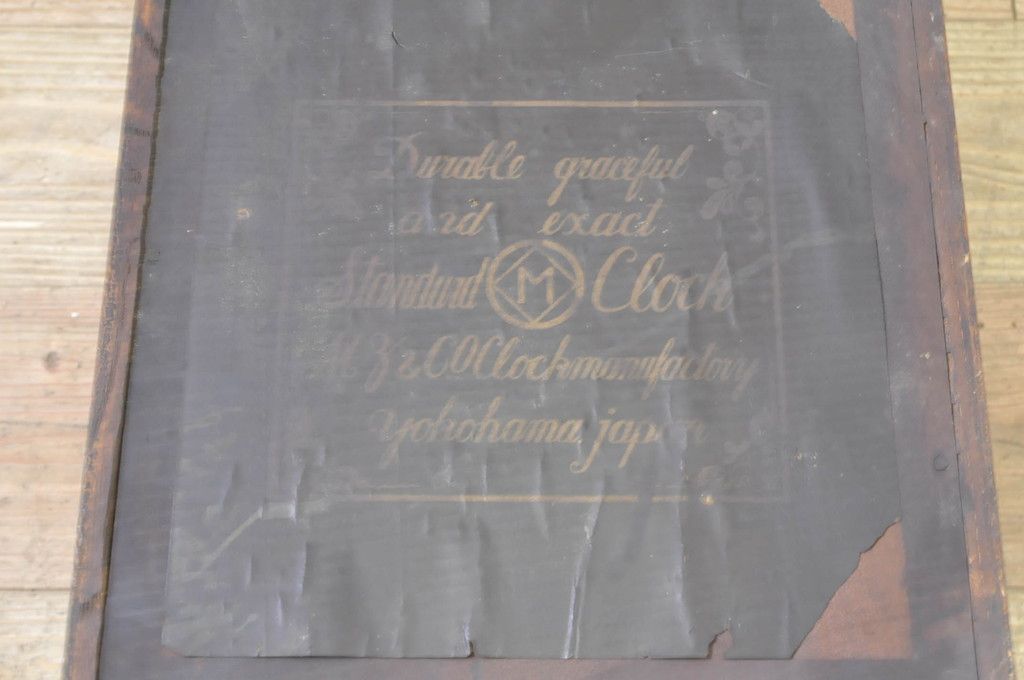 Durable graceful
and exact
Standard M Clock
& CO Clockmanufactory
yokohama japan